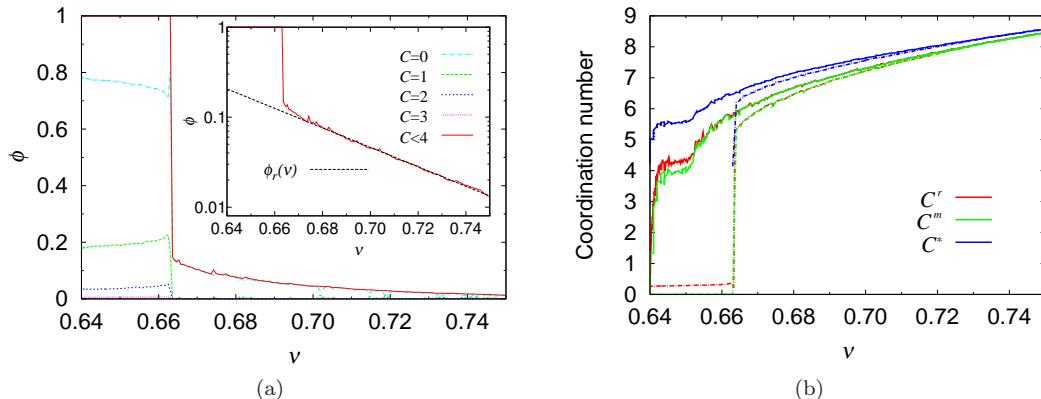 1
0.8
0.6
0.4
0.2
0
ϕ
0.64 0.66 0.68 0.70 0.72 0.74
ν
1
0.1
0.01
ϕ
C=0
C=1
C=2
C=3
C<4
ϕr(ν)
0.64 0.66 0.68 0.70 0.72 0.74
ν
(a)
9
8
7
6
5
4
3
2
1
0
Coordination number
C^r
C^m
C^*
0.64 0.66 0.68 0.70 0.72 0.74
ν
(b)